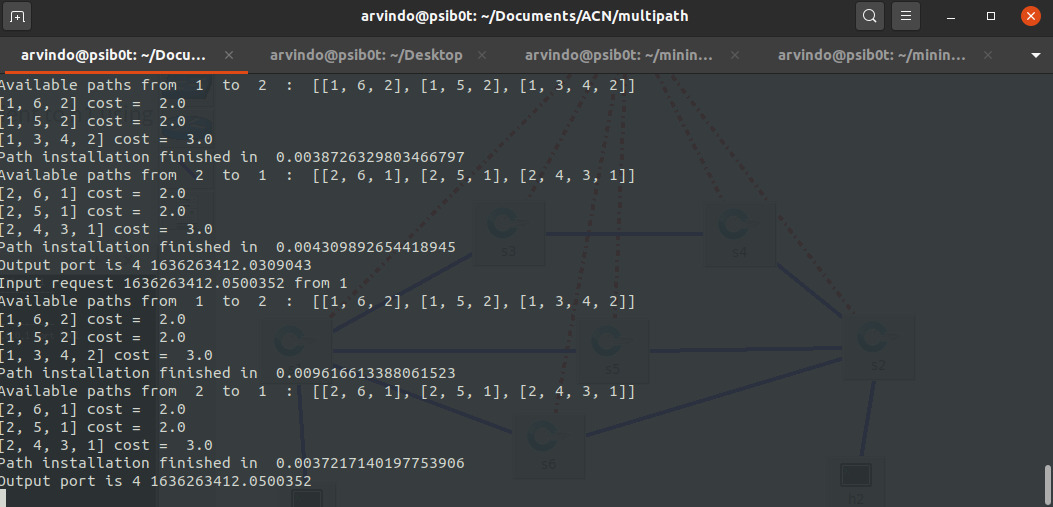 arvindo@psib0t: ~/Documents/ACN/multipath
arvindo@psib0t: ~/Docu... × arvindo@psib0t: ~/Desktop × arvindo@psib0t: ~/minin... × arvindo@psib0t: ~/minin... ×
Available paths from  1  to  2  :  [[1, 6, 2], [1, 5, 2], [1, 3, 4, 2]]
[1, 6, 2] cost =  2.0
[1, 5, 2] cost =  2.0
[1, 3, 4, 2] cost =  3.0
Path installation finished in  0.0038726329803466797
Available paths from  2  to  1  :  [[2, 6, 1], [2, 5, 1], [2, 4, 3, 1]]
[2, 6, 1] cost =  2.0
[2, 5, 1] cost =  2.0
[2, 4, 3, 1] cost =  3.0
Path installation finished in  0.004309892654418945
Output port is 4 1636263412.0309043
Input request 1636263412.0500352 from 1
Available paths from  1  to  2  :  [[1, 6, 2], [1, 5, 2], [1, 3, 4, 2]]
[1, 6, 2] cost =  2.0
[1, 5, 2] cost =  2.0
[1, 3, 4, 2] cost =  3.0
Path installation finished in  0.009616613388061523
Available paths from  2  to  1  :  [[2, 6, 1], [2, 5, 1], [2, 4, 3, 1]]
[2, 6, 1] cost =  2.0
[2, 5, 1] cost =  2.0
[2, 4, 3, 1] cost =  3.0
Path installation finished in  0.0037217140197753906
Output port is 4 1636263412.0500352
s3
s4
s5
s2
s6
h2